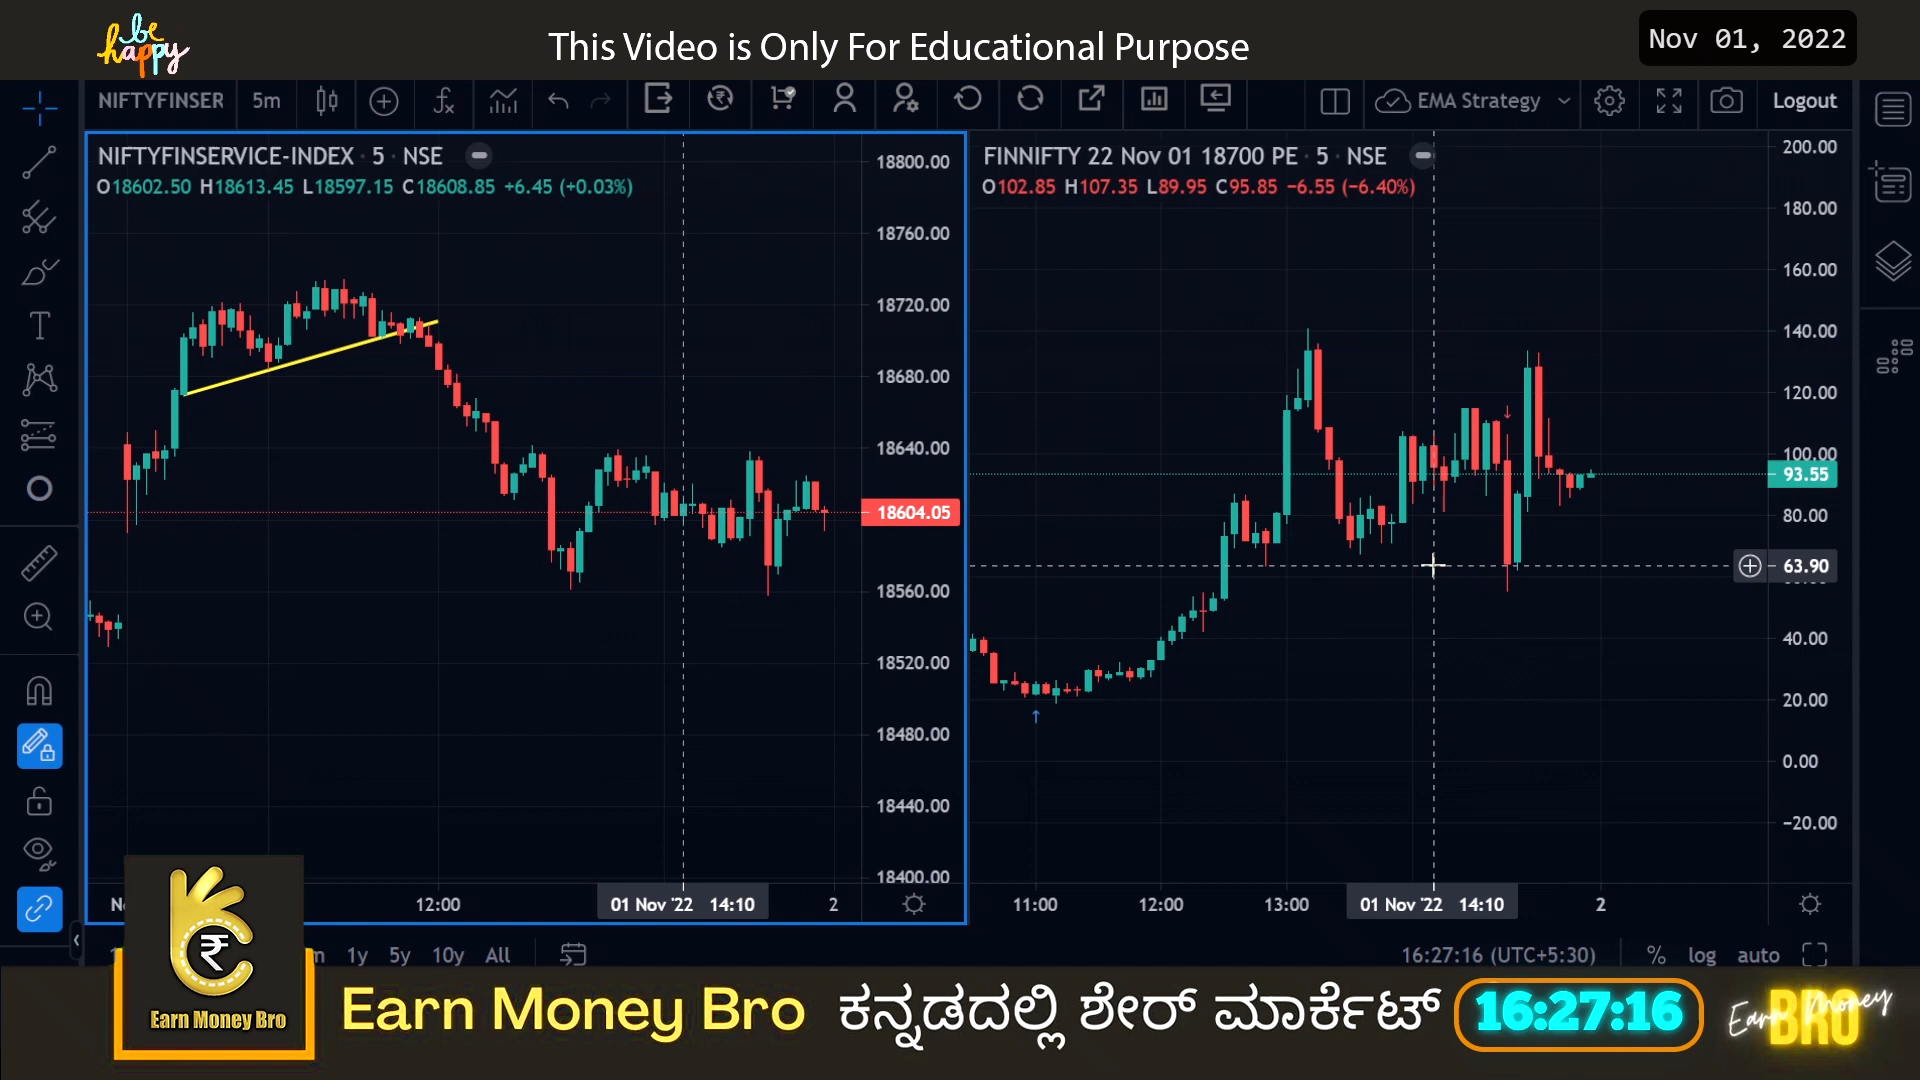 be happy
This Video is Only For Educational Purpose
Nov 01, 2022
NIFTYFINSER 5m EMA Strategy Logout
NIFTYFINSERVICE-INDEX · 5 · NSE
O18602.50 H18613.45 L18597.15 C18608.85 +6.45 (+0.03%)
18800.00
18760.00
18720.00
18680.00
18640.00
18604.05
18560.00
18520.00
18480.00
18440.00
18400.00
12:00 01 Nov '22 14:10 2
FINNIFTY 22 Nov 01 18700 PE · 5 · NSE
O102.85 H107.35 L89.95 C95.85 −6.55 (−6.40%)
200.00
180.00
160.00
140.00
120.00
100.00
93.55
80.00
63.90
40.00
20.00
0.00
−20.00
11:00 12:00 13:00 01 Nov '22 14:10 2
1y 5y 10y All
16:27:16 (UTC+5:30) % log auto
₹
Earn Money Bro
Earn Money Bro ಕನ್ನಡದಲ್ಲಿ ಶೇರ್ ಮಾರ್ಕೆಟ್ 16:27:16
Earn Money
BRO